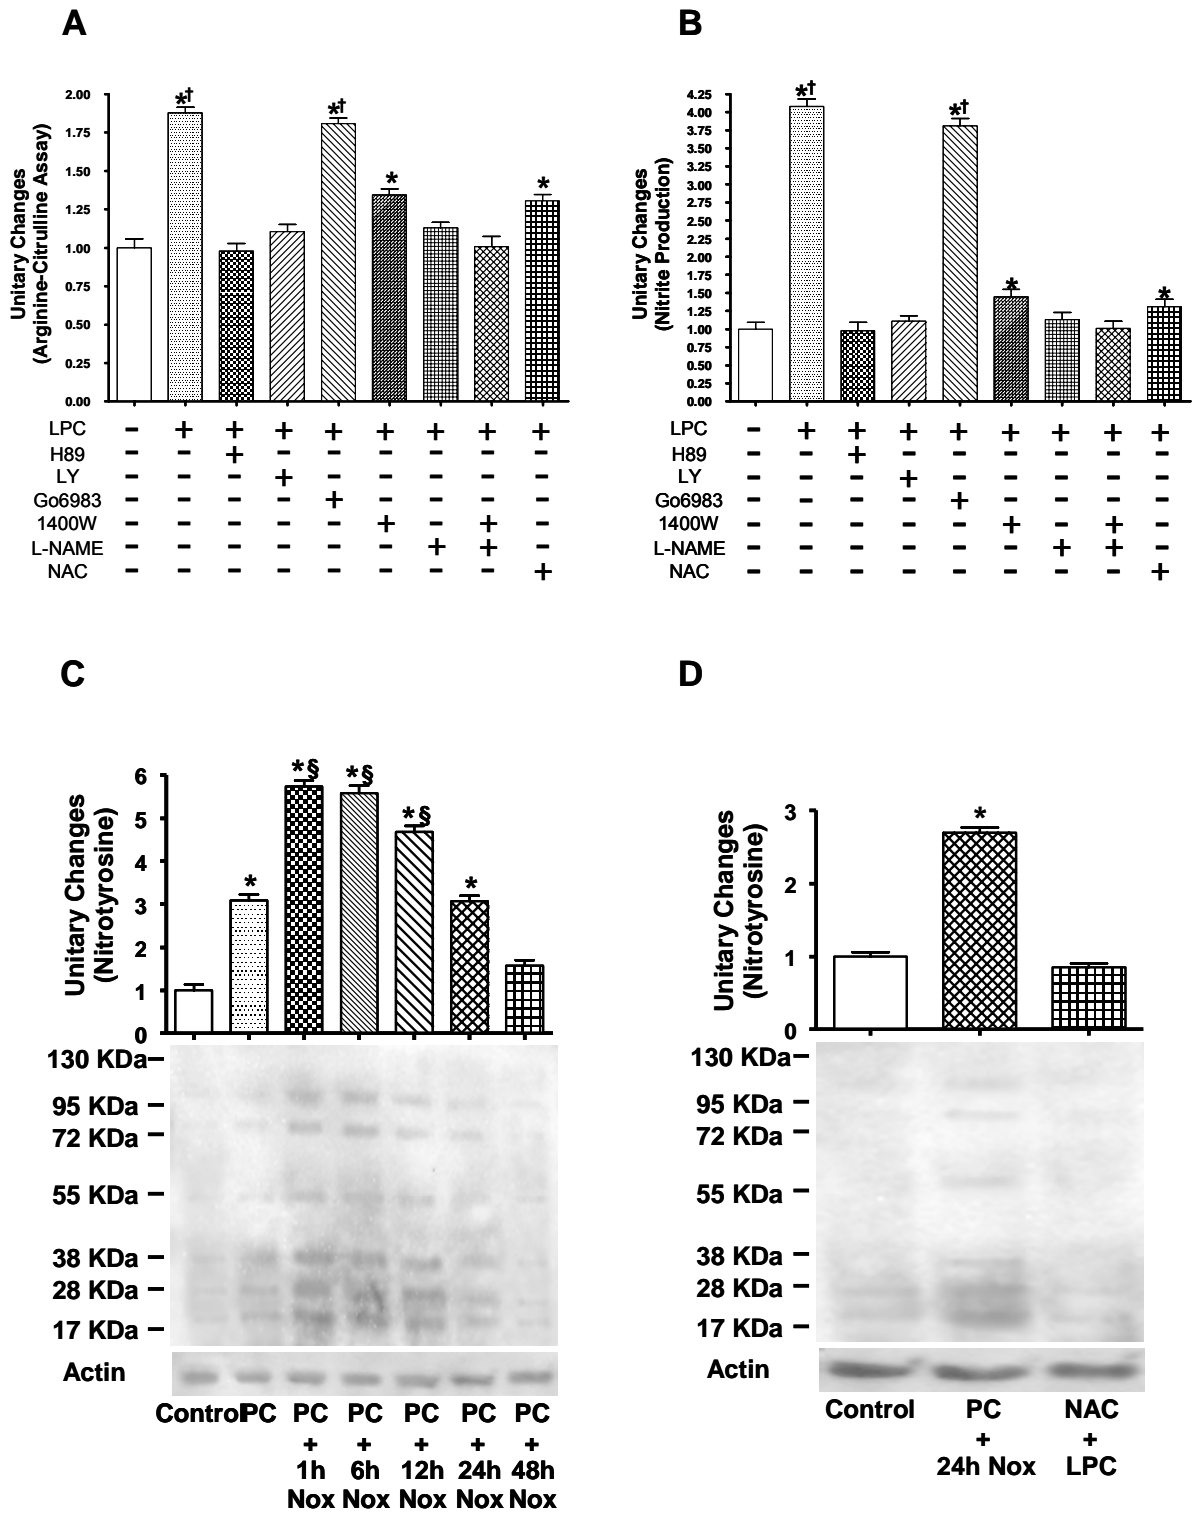 A
Unitary Changes
(Arginine-Citrulline Assay)
2.00
1.75
1.50
1.25
1.00
0.75
0.50
0.25
0.00
*†
*†
*
*
LPC − + + + + + + + +
H89 − − + − − − − − −
LY − − − + − − − − −
Go6983 − − − − + − − − −
1400W − − − − − + − + −
L-NAME − − − − − − + + −
NAC − − − − − − − − +
B
Unitary Changes
(Nitrite Production)
4.25
4.00
3.75
3.50
3.25
3.00
2.75
2.50
2.25
2.00
1.75
1.50
1.25
1.00
0.75
0.50
0.25
0.00
*†
*†
*
*
LPC − + + + + + + + +
H89 − − + − − − − − −
LY − − − + − − − − −
Go6983 − − − − + − − − −
1400W − − − − − + − + −
L-NAME − − − − − − + + −
NAC − − − − − − − − +
C
Unitary Changes
(Nitrotyrosine)
6
5
4
3
2
1
0
*
*§
*§
*§
*
130 KDa
95 KDa
72 KDa
55 KDa
38 KDa
28 KDa
17 KDa
Actin
Control PC PC PC PC PC PC
+ + + + +
1h 6h 12h 24h 48h
Nox Nox Nox Nox Nox
D
Unitary Changes
(Nitrotyrosine)
3
2
1
0
*
130 KDa
95 KDa
72 KDa
55 KDa
38 KDa
28 KDa
17 KDa
Actin
Control PC NAC
+ +
24h Nox LPC